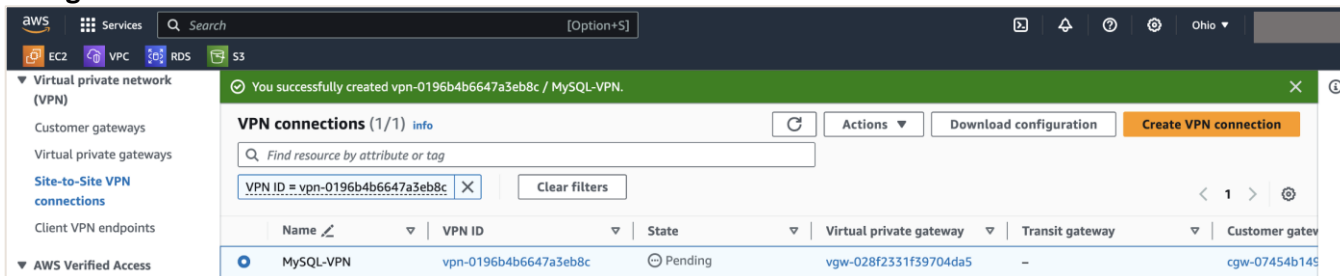 aws Services Search [Option+S] Ohio ▼
EC2 VPC RDS S3
▼ Virtual private network (VPN)
Customer gateways
Virtual private gateways
Site-to-Site VPN connections
Client VPN endpoints
▼ AWS Verified Access
You successfully created vpn-0196b4b6647a3eb8c / MySQL-VPN.
VPN connections (1/1) info Actions ▼ Download configuration Create VPN connection
Find resource by attribute or tag
VPN ID = vpn-0196b4b6647a3eb8c Clear filters
1
Name VPN ID State Virtual private gateway Transit gateway Customer gatew
MySQL-VPN vpn-0196b4b6647a3eb8c Pending vgw-028f2331f39704da5 – cgw-07454b149